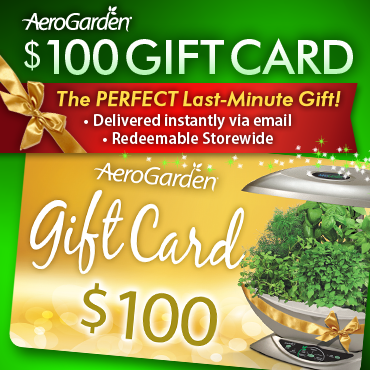 AeroGarden
$100 GIFT CARD
The PERFECT Last-Minute Gift!
• Delivered instantly via email
• Redeemable Storewide
AeroGarden
Gift Card
$100